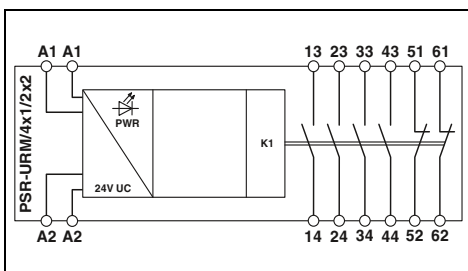 A1 A1 13 23 33 43 51 61
PSR-URM/4x1/2x2
PWR
K1
24V UC
A2 A2 14 24 34 44 52 62